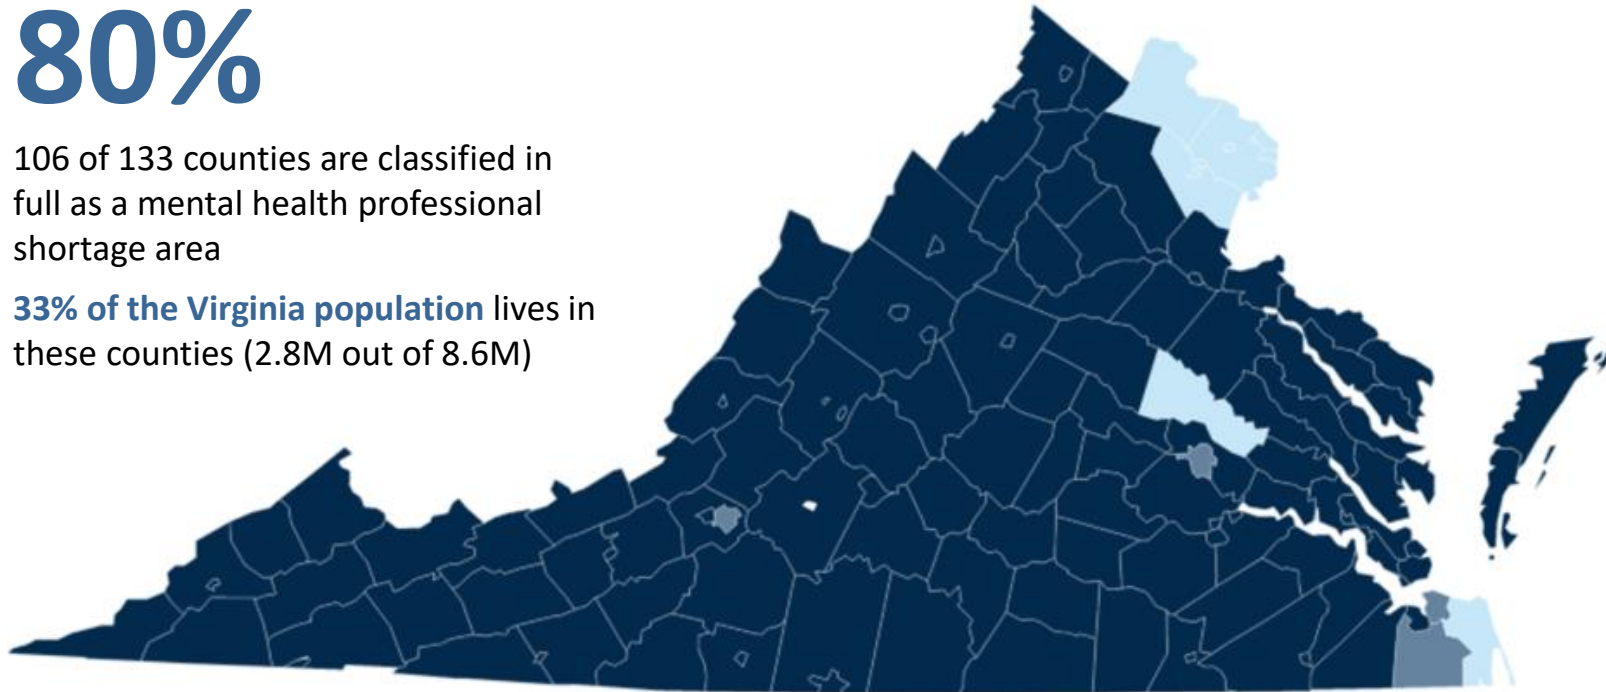 80%
106 of 133 counties are classified in
full as a mental health professional
shortage area
33% of the Virginia population lives in
these counties (2.8M out of 8.6M)